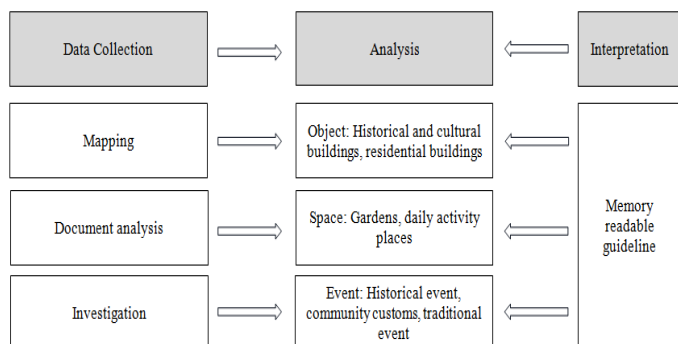 Data Collection
Analysis
Interpretation
Mapping
Object: Historical and cultural
buildings, residential buildings
Document analysis
Space: Gardens, daily activity
places
Memory
readable
guideline
Investigation
Event: Historical event,
community customs, traditional
event